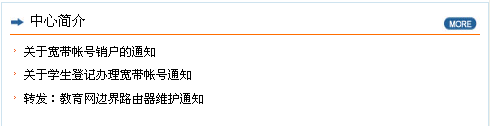 中心简介 MORE
关于宽带帐号销户的通知
关于学生登记办理宽带帐号通知
转发：教育网边界路由器维护通知